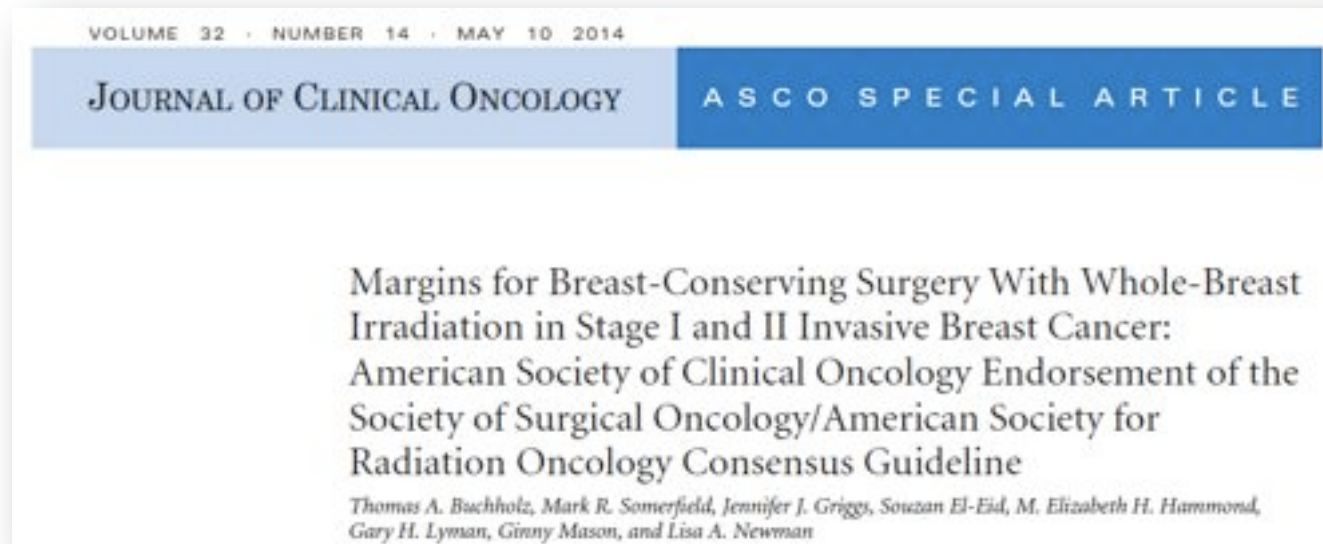 VOLUME 32 · NUMBER 14 · MAY 10 2014
JOURNAL OF CLINICAL ONCOLOGY
ASCO SPECIAL ARTICLE
Margins for Breast-Conserving Surgery With Whole-Breast
Irradiation in Stage I and II Invasive Breast Cancer:
American Society of Clinical Oncology Endorsement of the
Society of Surgical Oncology/American Society for
Radiation Oncology Consensus Guideline
Thomas A. Buchholz, Mark R. Somerfield, Jennifer J. Griggs, Souzan El-Eid, M. Elizabeth H. Hammond,
Gary H. Lyman, Ginny Mason, and Lisa A. Newman